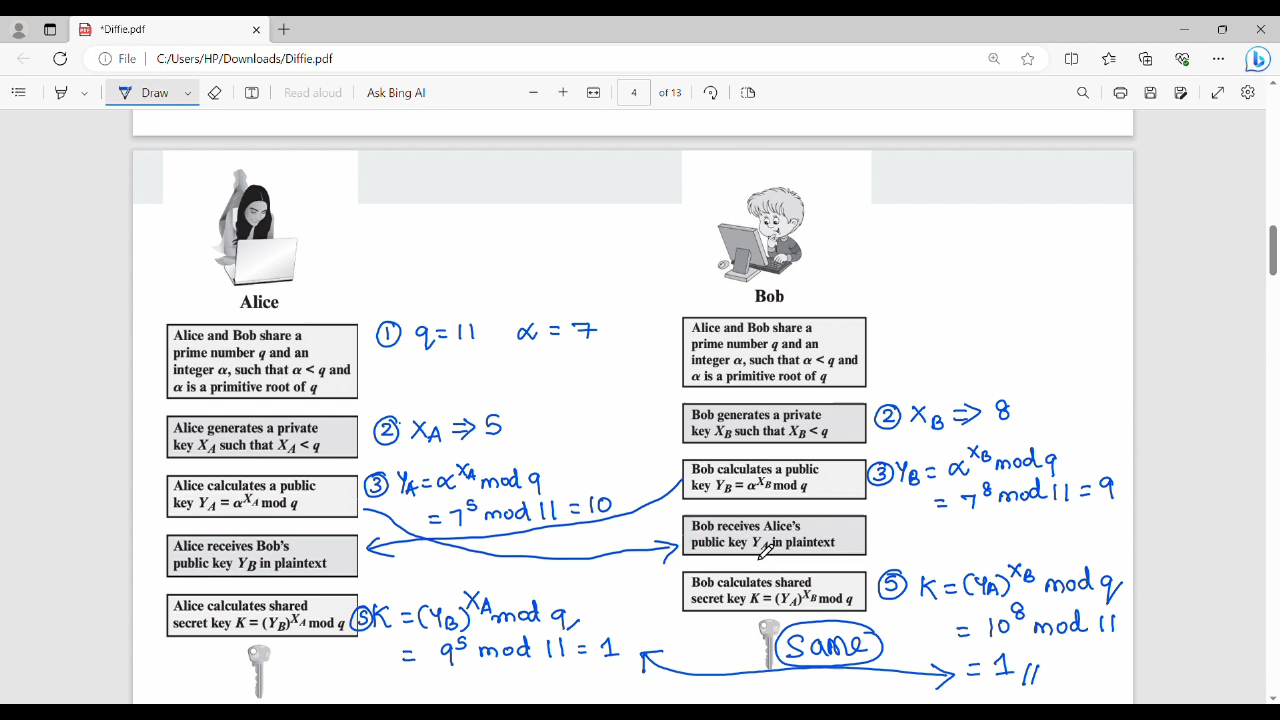 *Diffie.pdf
File C:/Users/HP/Downloads/Diffie.pdf
Draw Read aloud Ask Bing AI 4 of 13
Alice
Alice and Bob share a
prime number q and an
integer α, such that α < q and
α is a primitive root of q
① q = 11 α = 7
Alice generates a private
key X_A such that X_A < q
② X_A ⇒ 5
Alice calculates a public
key Y_A = α^X_A mod q
③ Y_A = α^X_A mod q
= 7^5 mod 11 = 10
Alice receives Bob's
public key Y_B in plaintext
Alice calculates shared
secret key K = (Y_B)^X_A mod q
⑤ K = (Y_B)^X_A mod q
= 9^5 mod 11 = 1
Bob
Alice and Bob share a
prime number q and an
integer α, such that α < q and
α is a primitive root of q
Bob generates a private
key X_B such that X_B < q
② X_B ⇒ 8
Bob calculates a public
key Y_B = α^X_B mod q
③ Y_B = α^X_B mod q
= 7^8 mod 11 = 9
Bob receives Alice's
public key Y_A in plaintext
Bob calculates shared
secret key K = (Y_A)^X_B mod q
⑤ K = (Y_A)^X_B mod q
= 10^8 mod 11
= 1 //
Same